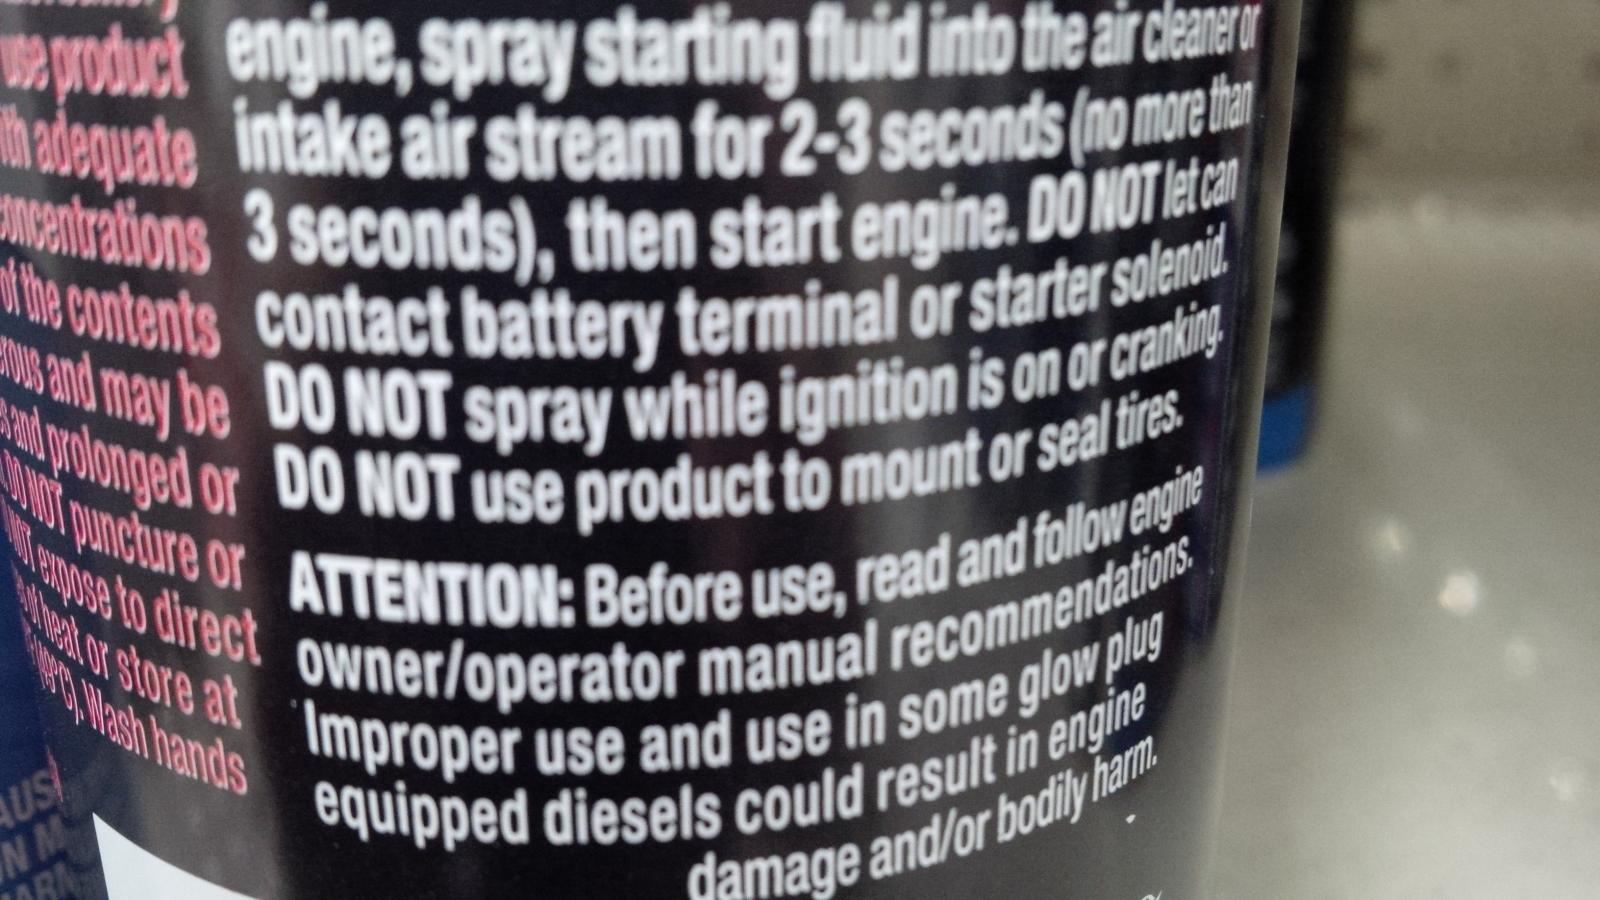 use product
adequate
concentrations
of the contents
and may be
and prolonged or
DO NOT puncture or
NOT expose to direct
heat or store at
Wash hands
engine, spray starting fluid into the air cleaner or
intake air stream for 2-3 seconds (no more than
3 seconds), then start engine. DO NOT let can
contact battery terminal or starter solenoid.
DO NOT spray while ignition is on or cranking.
DO NOT use product to mount or seal tires.
ATTENTION: Before use, read and follow engine
owner/operator manual recommendations.
Improper use and use in some glow plug
equipped diesels could result in engine
damage and/or bodily harm.